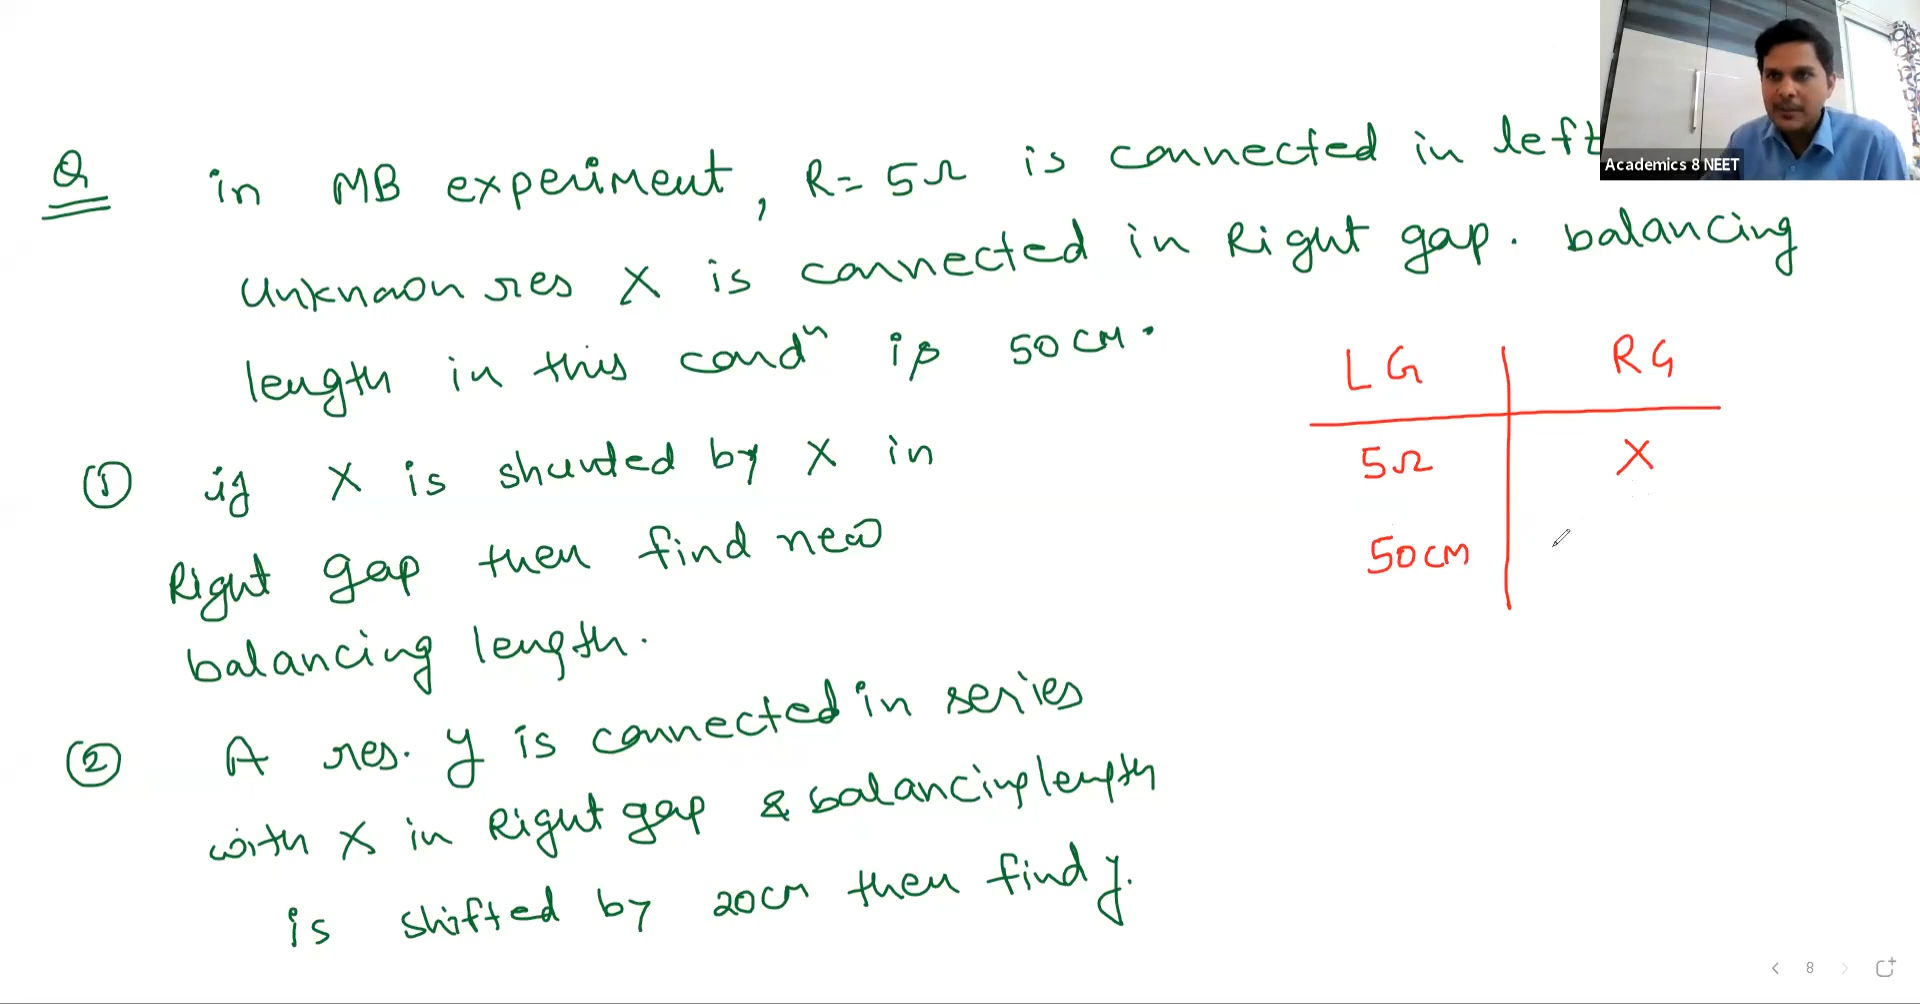 Academics 8 NEET
Q in MB experiment, R = 5Ω is connected in left
Unknown res X is connected in Right gap. balancing
length in this condⁿ is 50 cm.
① if X is shunted by X in
Right gap then find new
balancing length.
② A res. y is connected in series
with X in Right gap & balancing length
is shifted by 20cm then find y.
LG RG
5Ω X
50cm
8